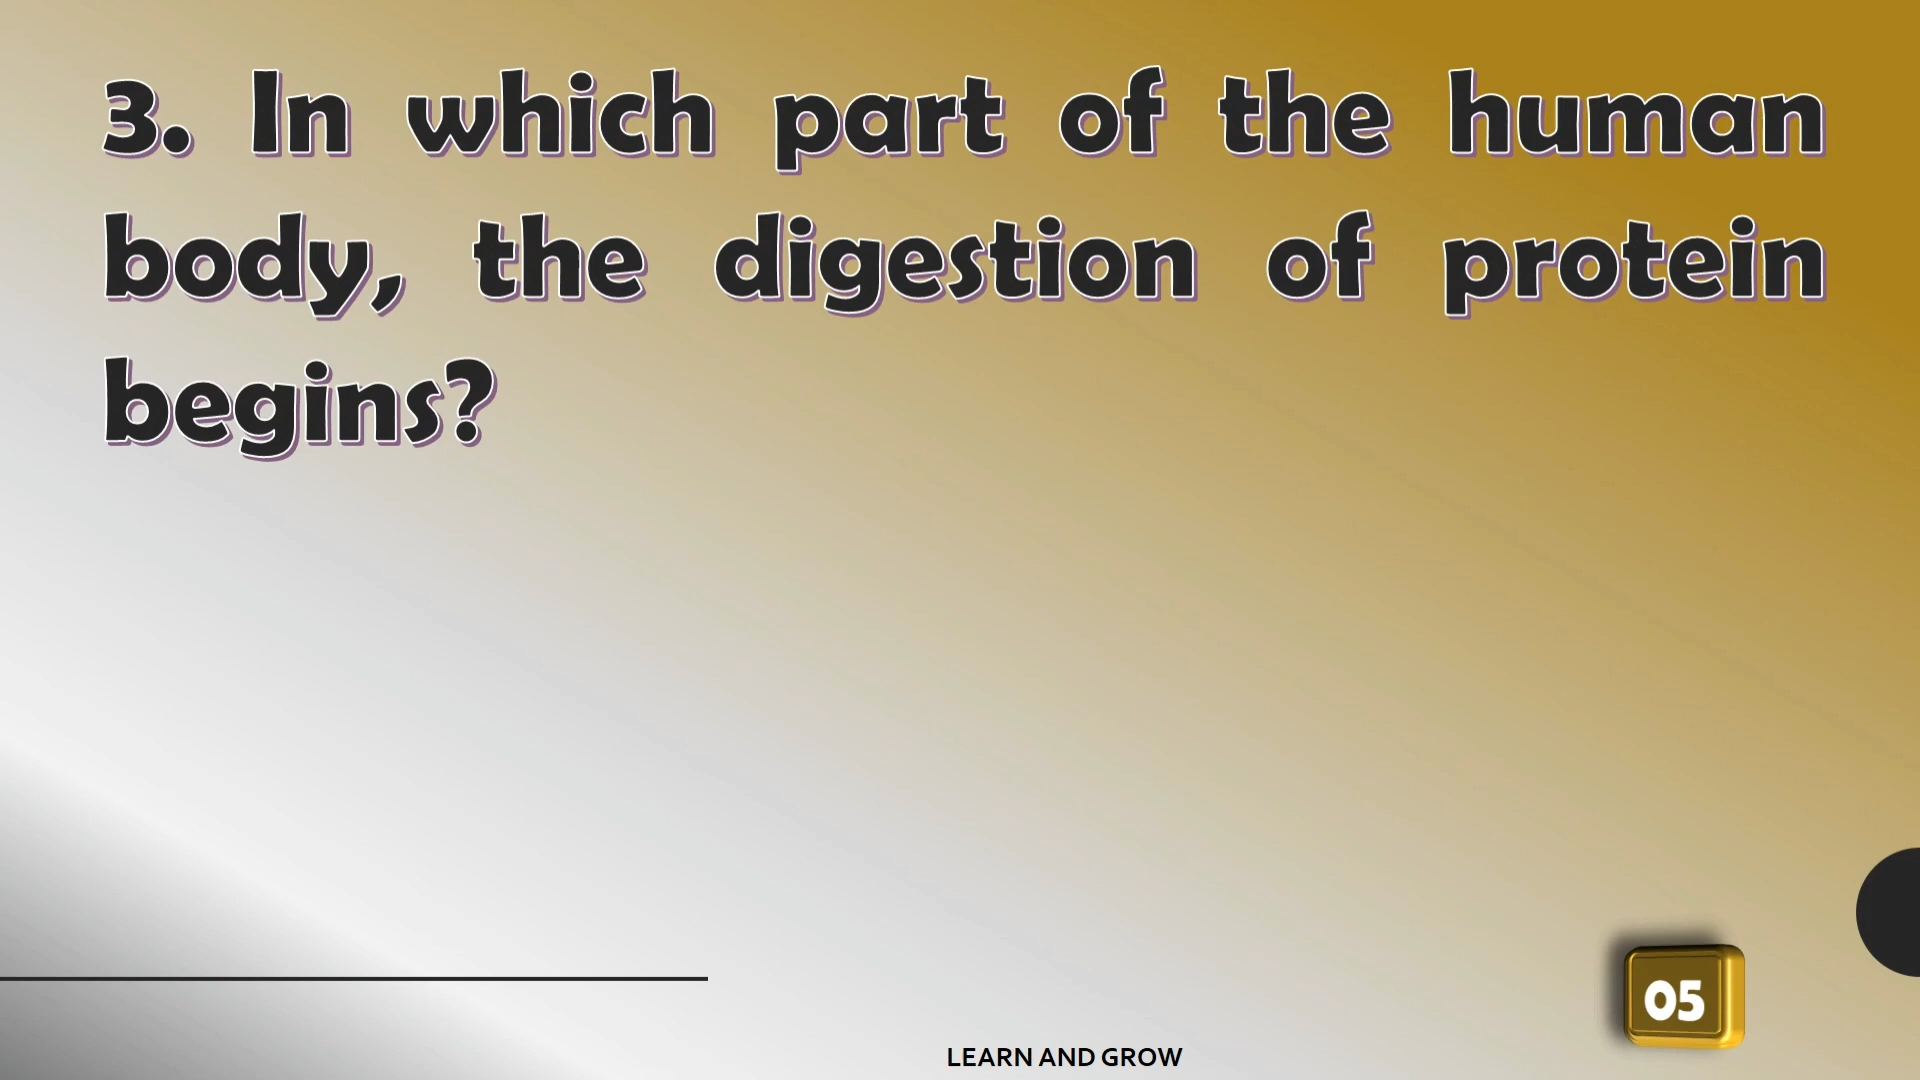 3. In which part of the human
body, the digestion of protein
begins?
05
LEARN AND GROW